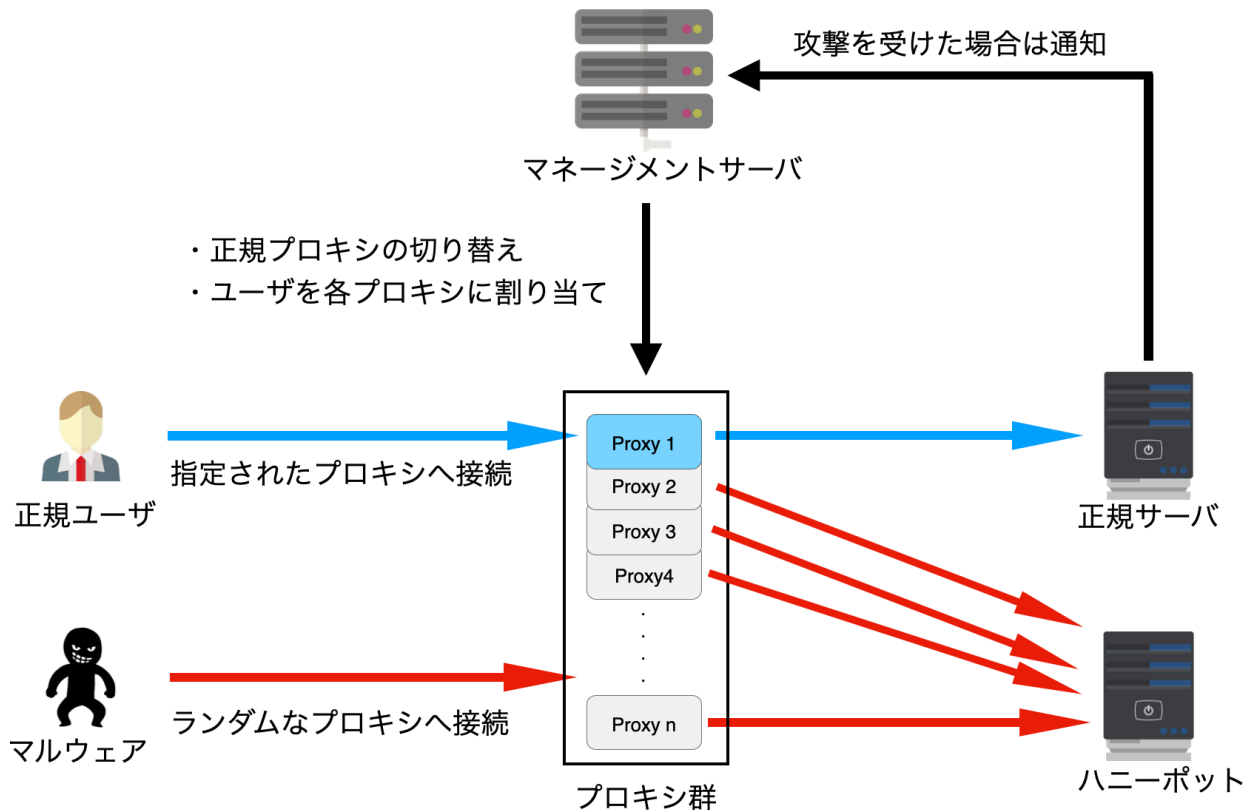 攻撃を受けた場合は通知
マネージメントサーバ
・正規プロキシの切り替え
・ユーザを各プロキシに割り当て
Proxy 1
指定されたプロキシへ接続
Proxy 2
正規ユーザ
正規サーバ
Proxy 3
Proxy4
ランダムなプロキシへ接続
Proxy n
マルウェア
ハニーポット
プロキシ群